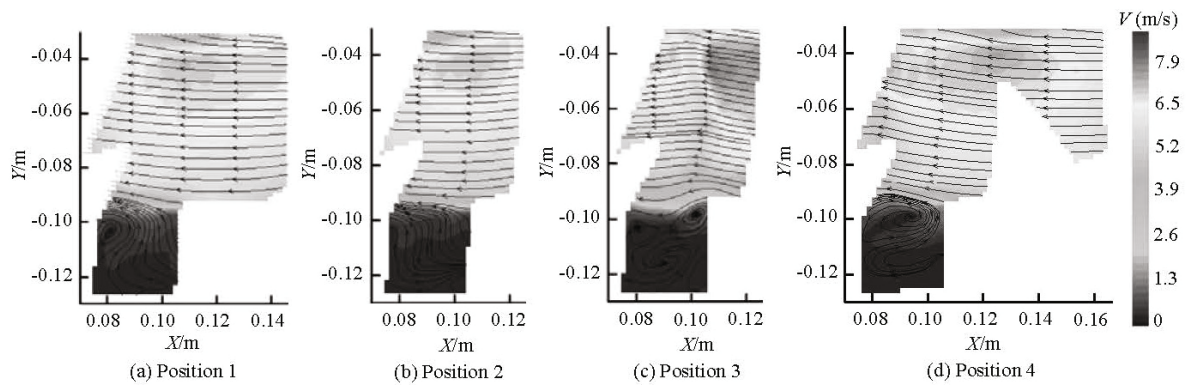 V (m/s)
-0.04
-0.06
-0.08
-0.10
-0.12
Y/m
0.08 0.10 0.12 0.14
X/m
(a) Position 1
-0.04
-0.06
-0.08
-0.10
-0.12
Y/m
0.08 0.10 0.12
X/m
(b) Position 2
-0.04
-0.06
-0.08
-0.10
-0.12
Y/m
0.08 0.10 0.12
X/m
(c) Position 3
-0.04
-0.06
-0.08
-0.10
-0.12
Y/m
0.08 0.10 0.12 0.14 0.16
X/m
(d) Position 4
7.9
6.5
5.2
3.9
2.6
1.3
0